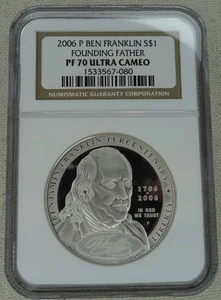 2006 P BEN FRANKLIN S$1
FOUNDING FATHER
PF 70 ULTRA CAMEO
1533567-080
NUMISMATIC GUARANTY CORPORATION
BENJAMIN FRANKLIN TERCENTENARY
LIBERTY
1706
2006
IN GOD
WE TRUST